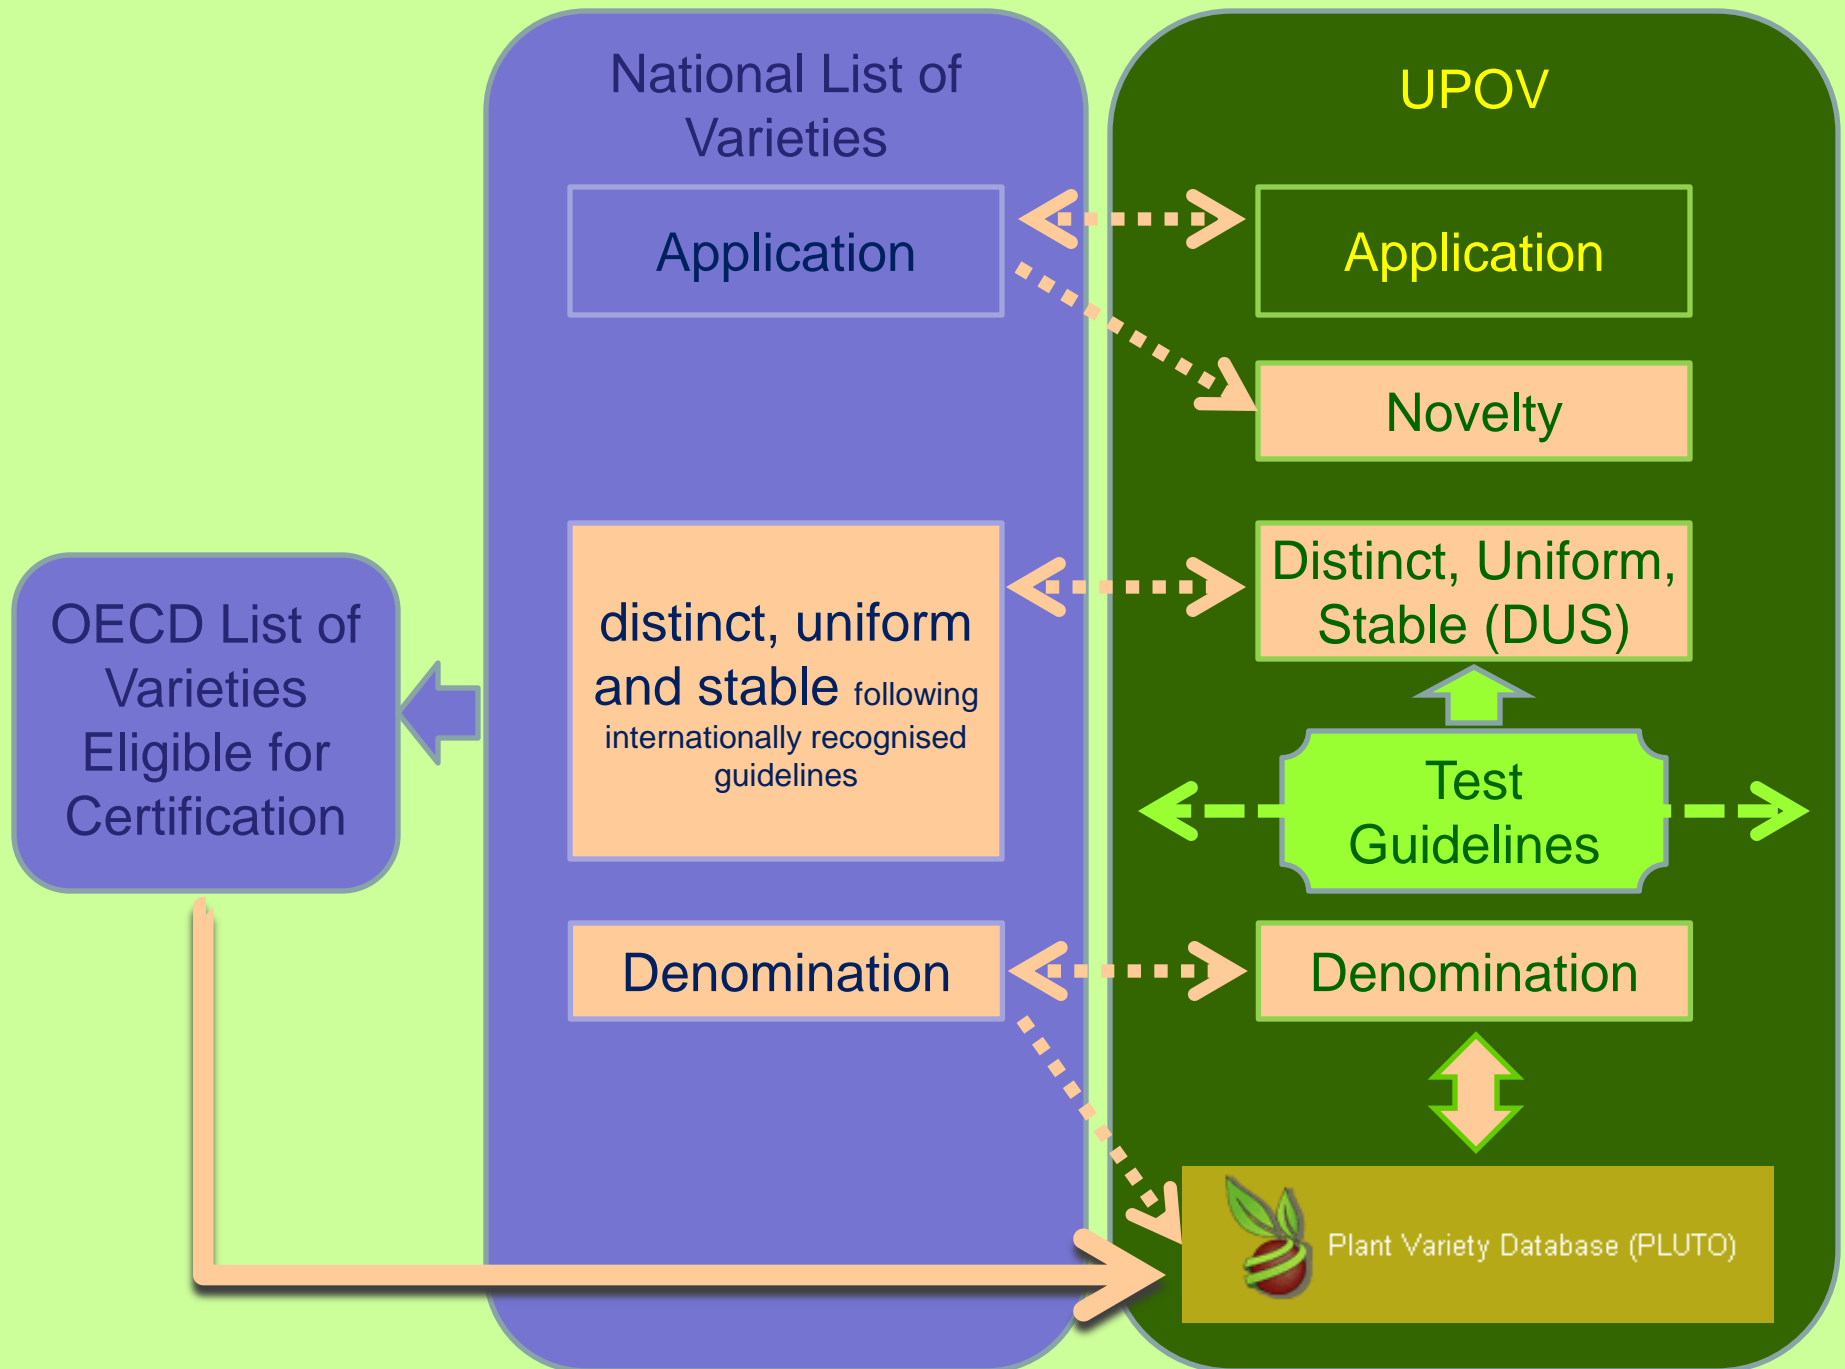 National List of
Varieties
Application
distinct, uniform
and stable following
internationally recognised
guidelines
Denomination
UPOV
Application
Novelty
Distinct, Uniform,
Stable (DUS)
Test
Guidelines
Denomination
Plant Variety Database (PLUTO)
OECD List of
Varieties
Eligible for
Certification